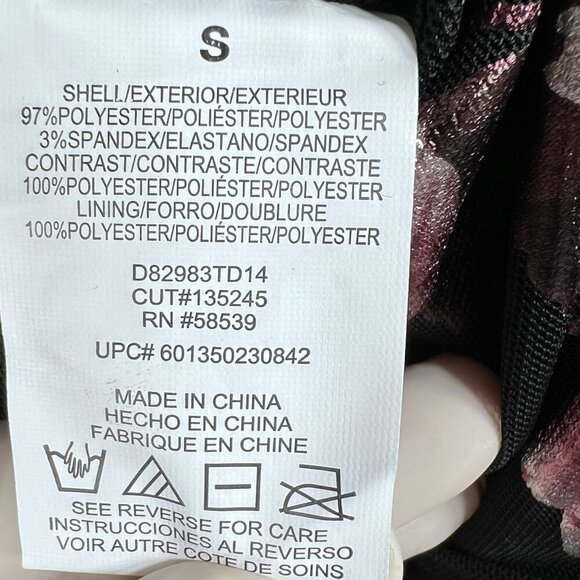 S
SHELL/EXTERIOR/EXTERIEUR
97%POLYESTER/POLIÉSTER/POLYESTER
3%SPANDEX/ELASTANO/SPANDEX
CONTRAST/CONTRASTE/CONTRASTE
100%POLYESTER/POLIÉSTER/POLYESTER
LINING/FORRO/DOUBLURE
100%POLYESTER/POLIÉSTER/POLYESTER
D82983TD14
CUT#135245
RN #58539
UPC# 601350230842
MADE IN CHINA
HECHO EN CHINA
FABRIQUE EN CHINE
SEE REVERSE FOR CARE
INSTRUCCIONES AL REVERSO
VOIR AUTRE COTE DE SOINS